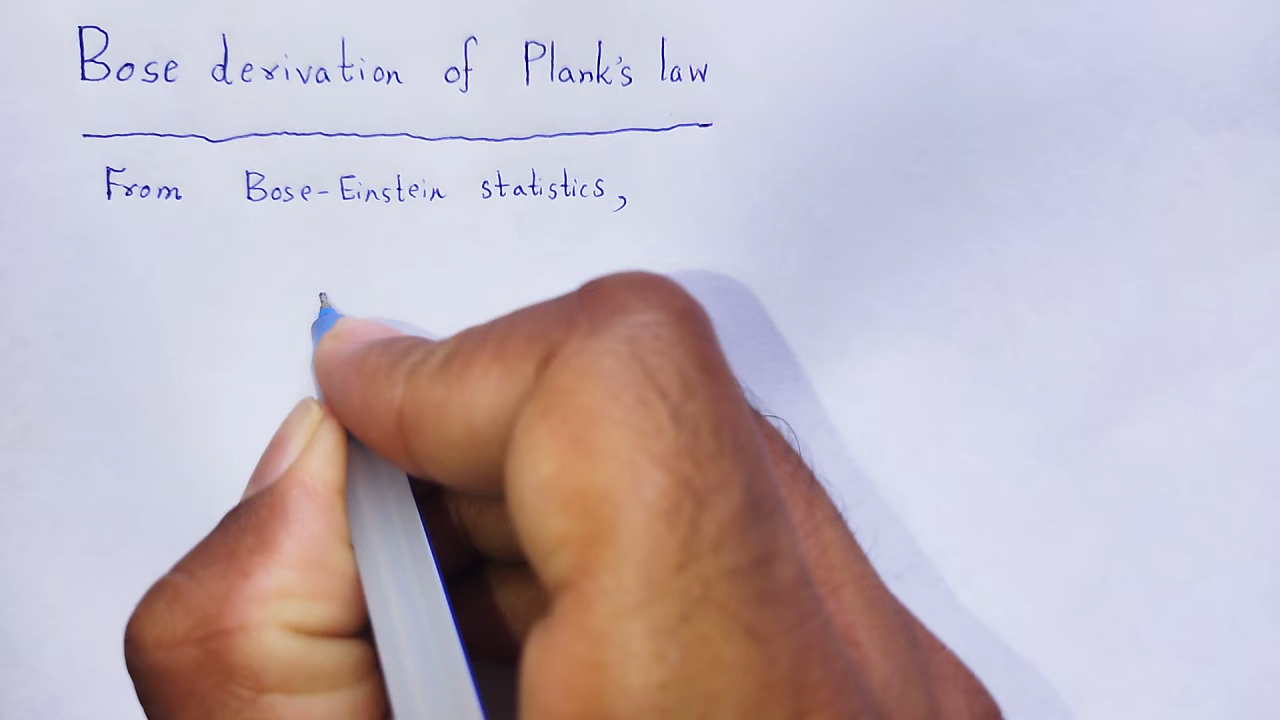 Bose derivation of Plank's law
From Bose-Einstein statistics,